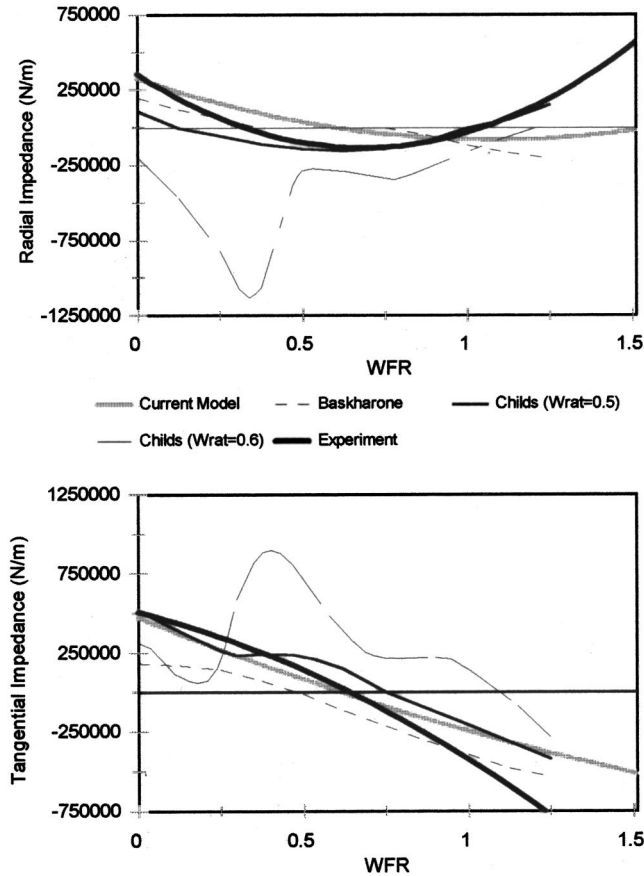 750000
250000
-250000
-750000
-1250000
Radial Impedance (N/m)
0 0.5 1 1.5
WFR
Current Model Baskharone Childs (Wrat=0.5)
Childs (Wrat=0.6) Experiment
1250000
750000
250000
-250000
-750000
Tangential Impedance (N/m)
0 0.5 1 1.5
WFR